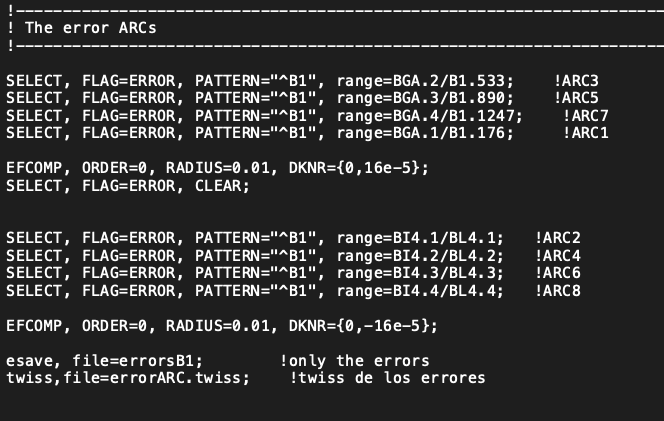 !--------------------------------------------------------------------
! The error ARCs
!--------------------------------------------------------------------
SELECT, FLAG=ERROR, PATTERN="^B1", range=BGA.2/B1.533;    !ARC3
SELECT, FLAG=ERROR, PATTERN="^B1", range=BGA.3/B1.890;    !ARC5
SELECT, FLAG=ERROR, PATTERN="^B1", range=BGA.4/B1.1247;    !ARC7
SELECT, FLAG=ERROR, PATTERN="^B1", range=BGA.1/B1.176;     !ARC1
EFCOMP, ORDER=0, RADIUS=0.01, DKNR={0,16e-5};
SELECT, FLAG=ERROR, CLEAR;
SELECT, FLAG=ERROR, PATTERN="^B1", range=BI4.1/BL4.1;   !ARC2
SELECT, FLAG=ERROR, PATTERN="^B1", range=BI4.2/BL4.2;   !ARC4
SELECT, FLAG=ERROR, PATTERN="^B1", range=BI4.3/BL4.3;   !ARC6
SELECT, FLAG=ERROR, PATTERN="^B1", range=BI4.4/BL4.4;   !ARC8
EFCOMP, ORDER=0, RADIUS=0.01, DKNR={0,-16e-5};
esave, file=errorsB1;        !only the errors
twiss,file=errorARC.twiss;    !twiss de los errores